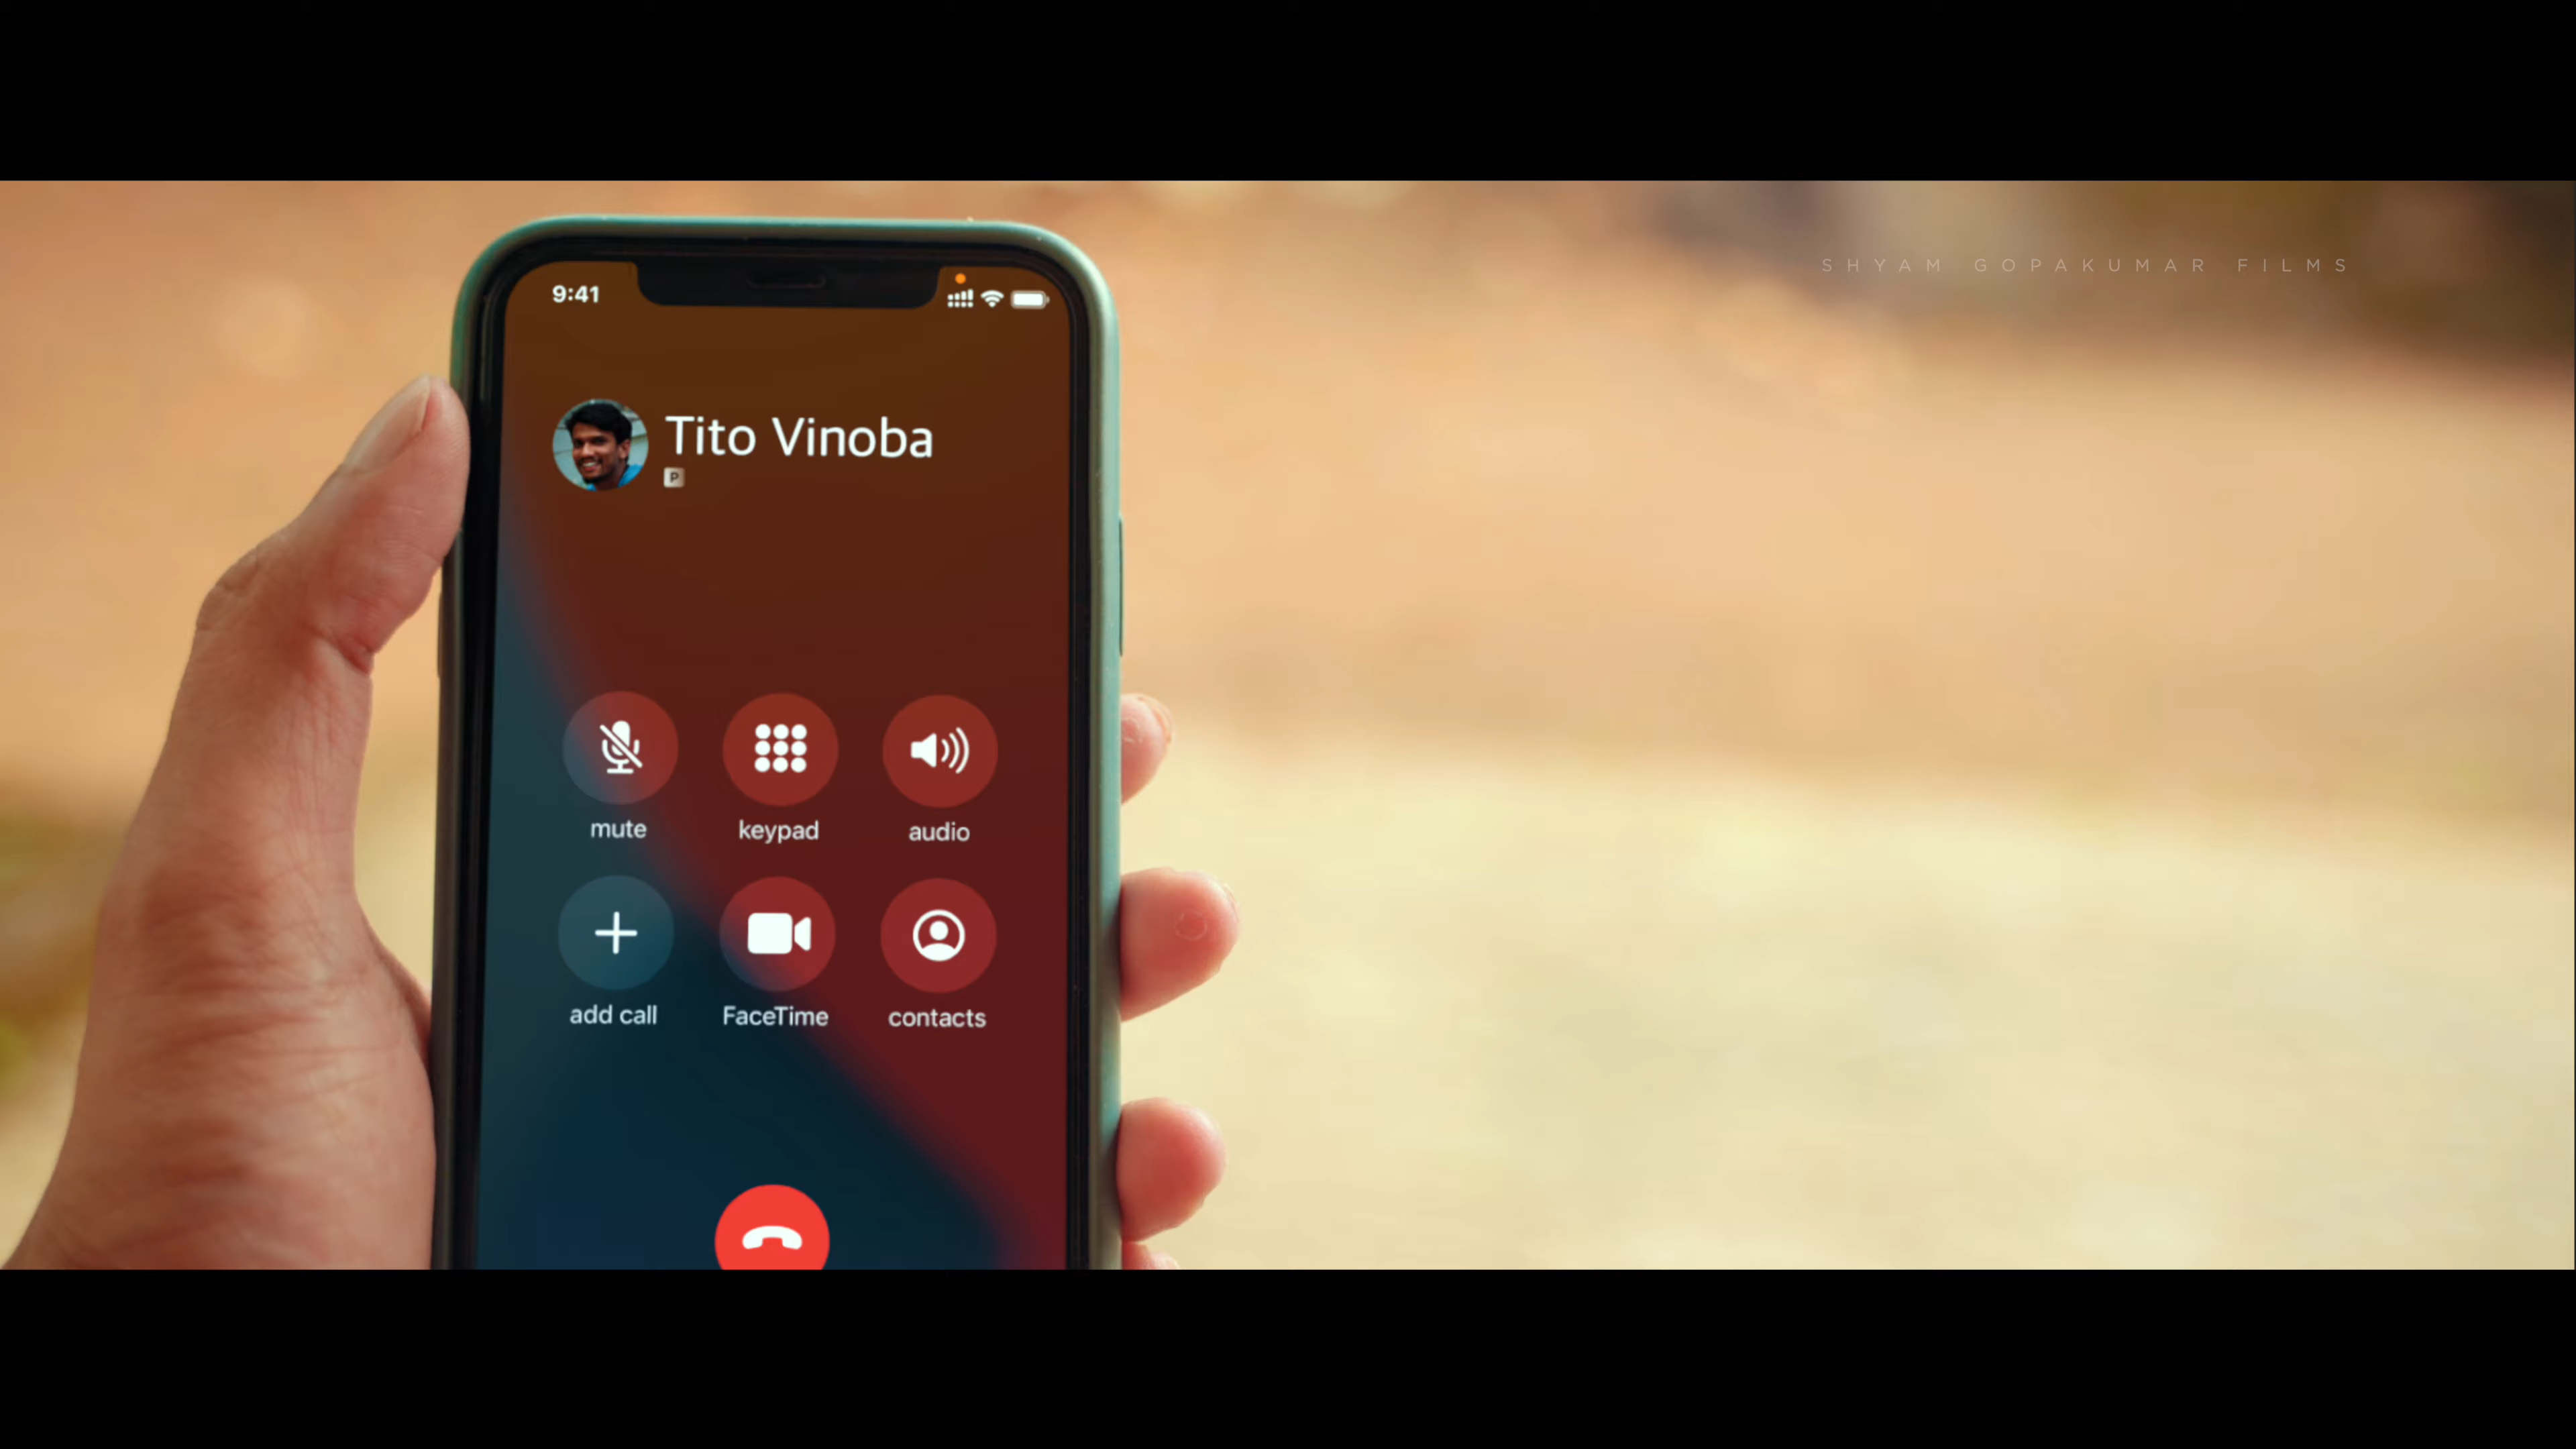 SHYAM GOPAKUMAR FILMS
9:41
Tito Vinoba
P
mute keypad audio
add call FaceTime contacts